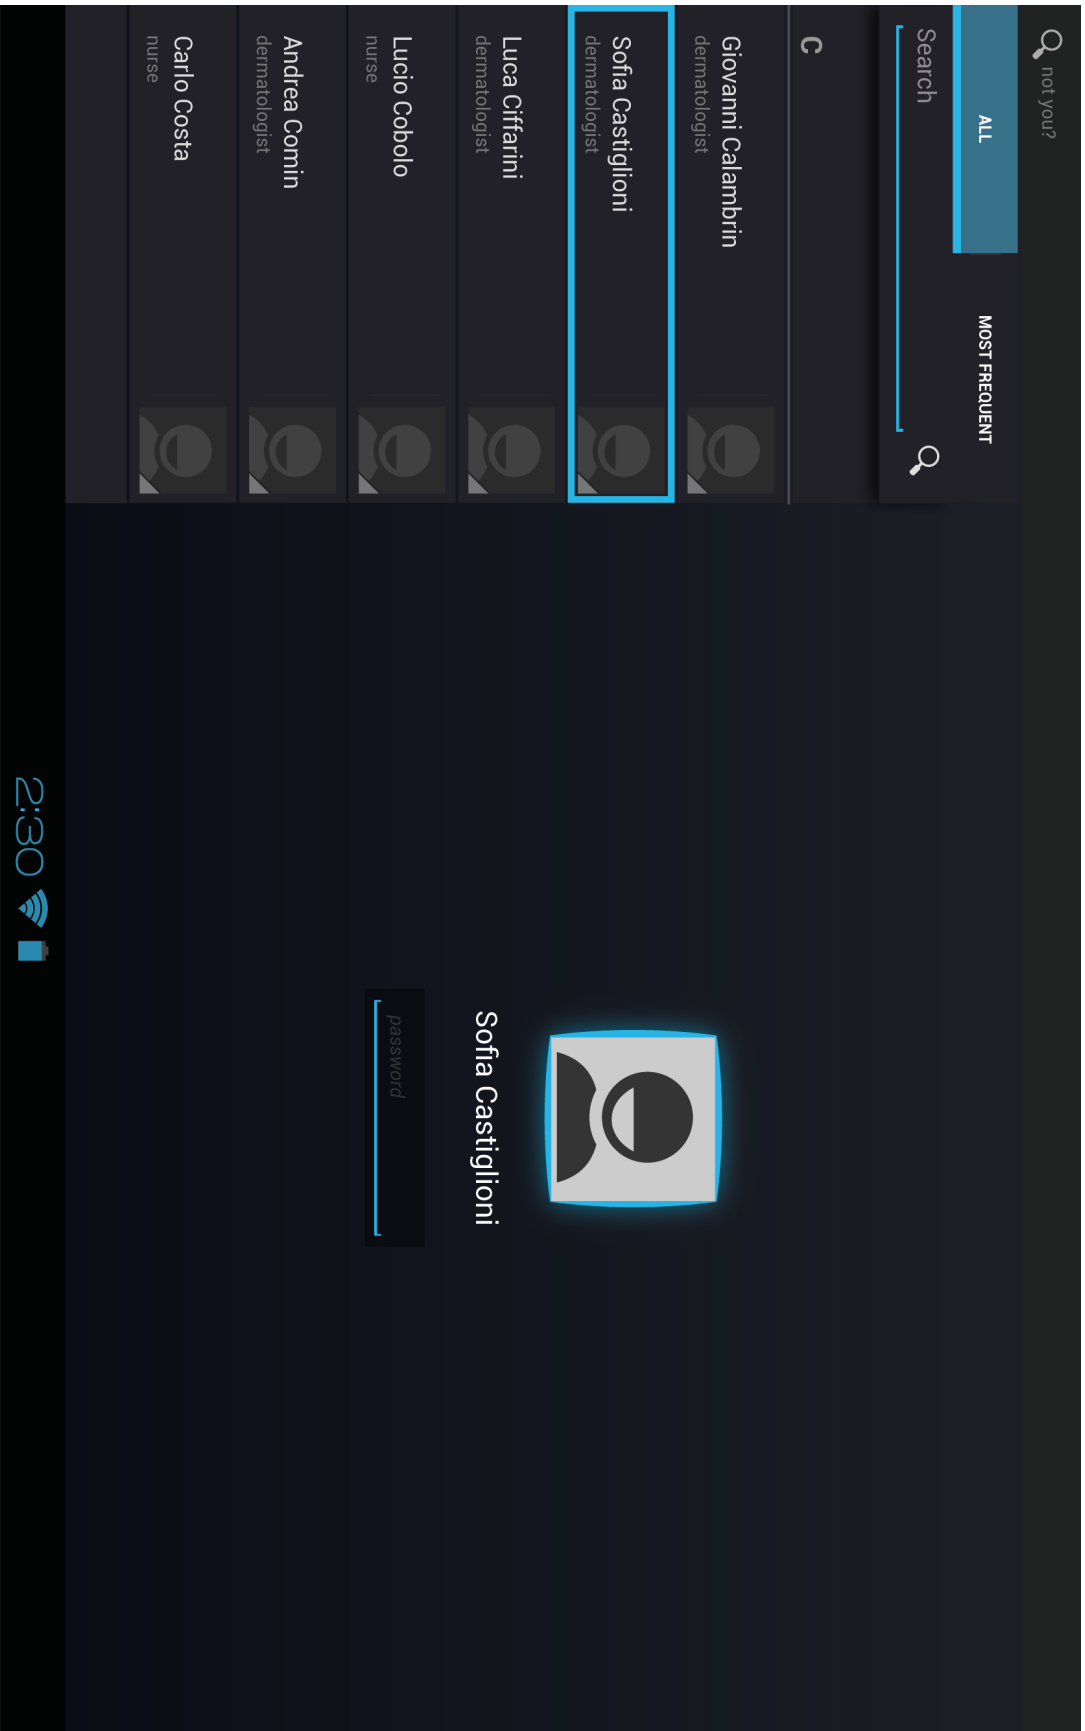 not you?
ALL
MOST FREQUENT
Search
C
Giovanni Calambrin
dermatologist
Sofia Castiglioni
dermatologist
Luca Ciffarini
dermatologist
Lucio Cobolo
nurse
Andrea Comin
dermatologist
Carlo Costa
nurse
Sofia Castiglioni
password
2:30